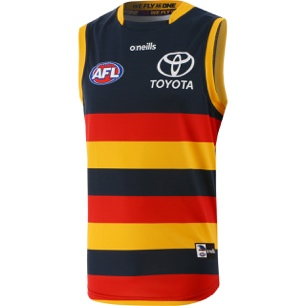 WE FLY AS ONE
o'neills
AFL
TOYOTA